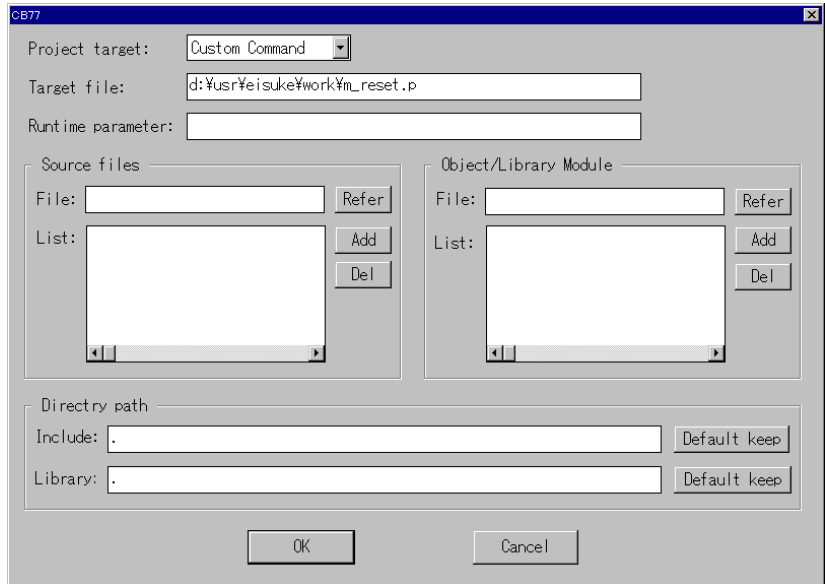 CB77
Project target: Custom Command
Target file: d:¥usr¥eisuke¥work¥m_reset.p
Runtime parameter:
Source files
File: Refer
List: Add
Del
Object/Library Module
File: Refer
List: Add
Del
Directry path
Include: . Default keep
Library: . Default keep
OK Cancel